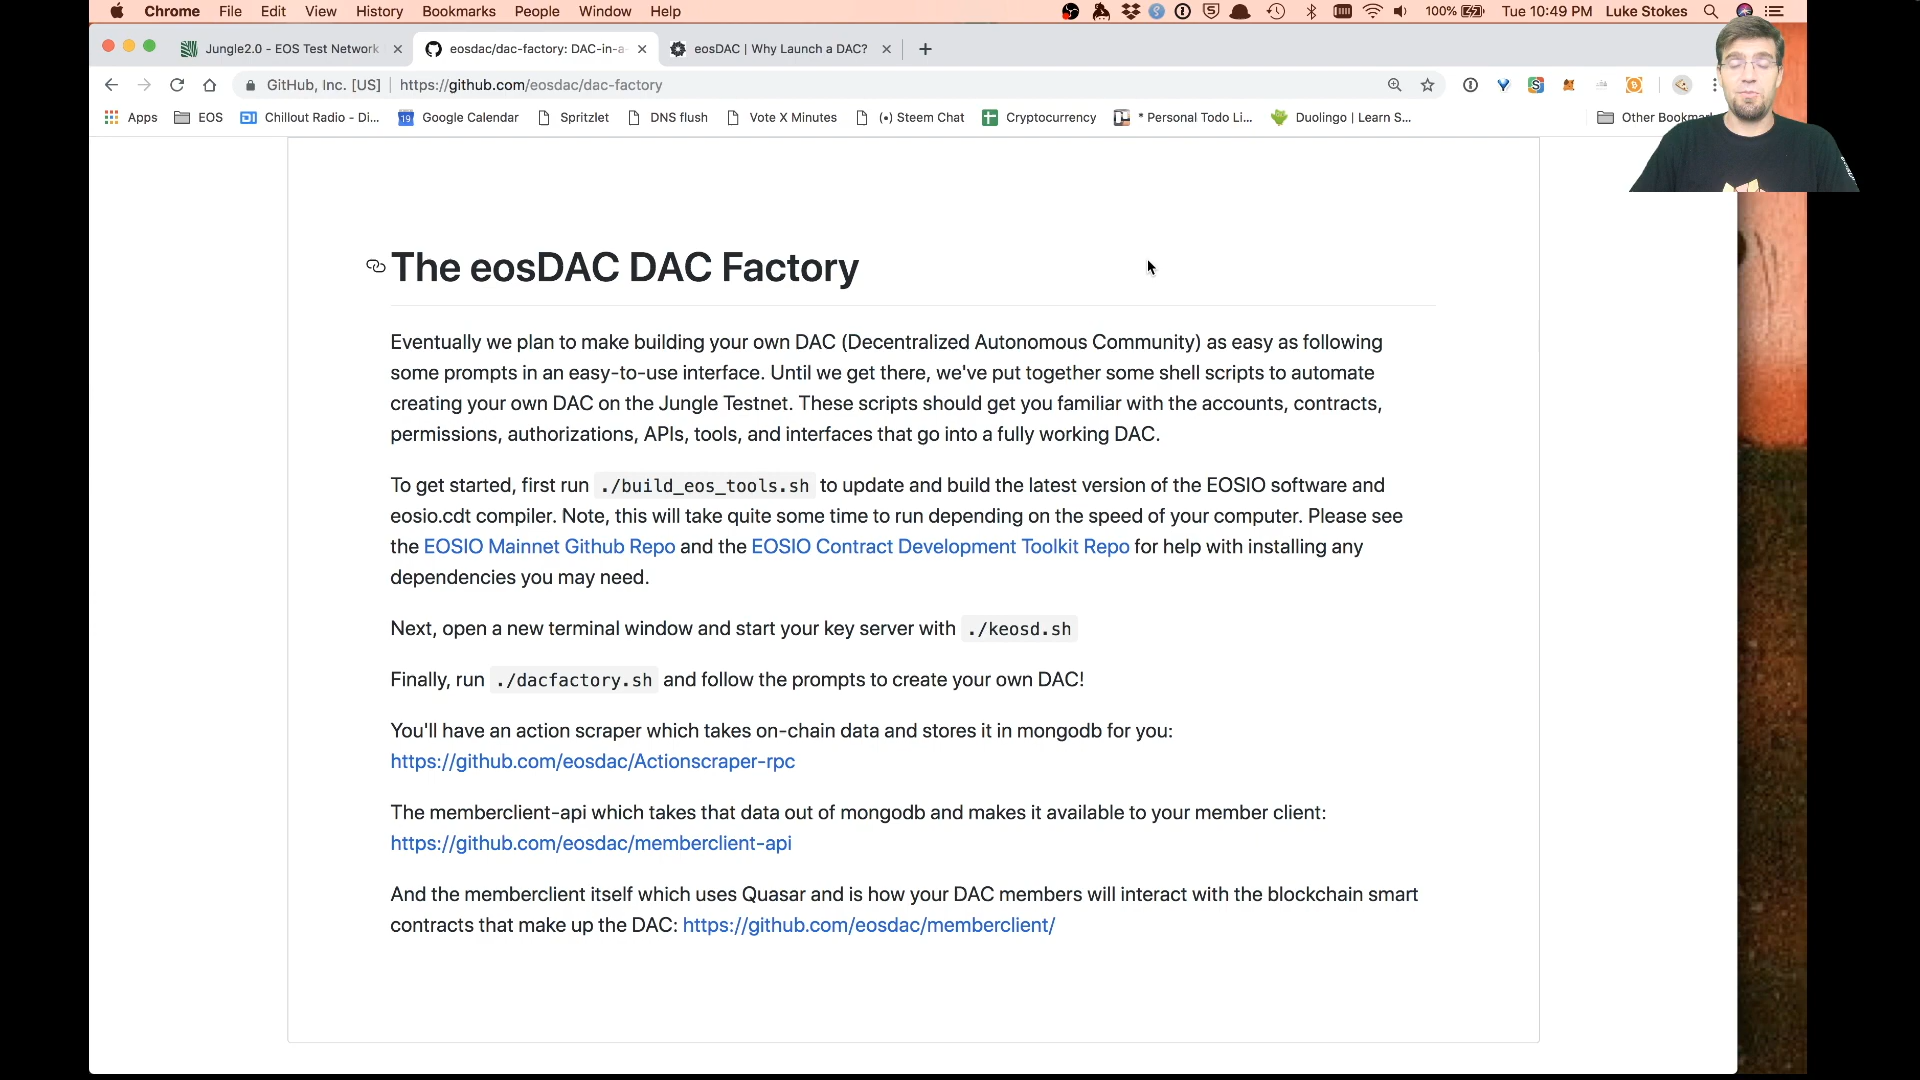 Chrome File Edit View History Bookmarks People Window Help 100% Tue 10:49 PM Luke Stokes
Jungle2.0 - EOS Test Network eosdac/dac-factory: DAC-in-a- eosDAC | Why Launch a DAC?
GitHub, Inc. [US] https://github.com/eosdac/dac-factory
Apps EOS Chillout Radio - Di... 19 Google Calendar Spritzlet DNS flush Vote X Minutes (•) Steem Chat Cryptocurrency * Personal Todo Li... Duolingo | Learn S... Other Bookmar
The eosDAC DAC Factory
Eventually we plan to make building your own DAC (Decentralized Autonomous Community) as easy as following
some prompts in an easy-to-use interface. Until we get there, we've put together some shell scripts to automate
creating your own DAC on the Jungle Testnet. These scripts should get you familiar with the accounts, contracts,
permissions, authorizations, APIs, tools, and interfaces that go into a fully working DAC.
To get started, first run ./build_eos_tools.sh to update and build the latest version of the EOSIO software and
eosio.cdt compiler. Note, this will take quite some time to run depending on the speed of your computer. Please see
the EOSIO Mainnet Github Repo and the EOSIO Contract Development Toolkit Repo for help with installing any
dependencies you may need.
Next, open a new terminal window and start your key server with ./keosd.sh
Finally, run ./dacfactory.sh and follow the prompts to create your own DAC!
You'll have an action scraper which takes on-chain data and stores it in mongodb for you:
https://github.com/eosdac/Actionscraper-rpc
The memberclient-api which takes that data out of mongodb and makes it available to your member client:
https://github.com/eosdac/memberclient-api
And the memberclient itself which uses Quasar and is how your DAC members will interact with the blockchain smart
contracts that make up the DAC: https://github.com/eosdac/memberclient/